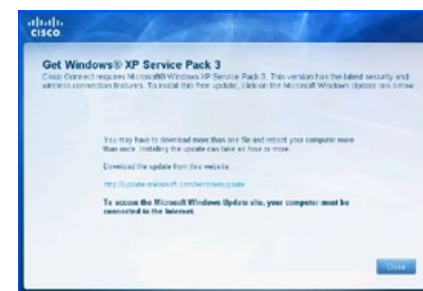 CISCO
Get Windows® XP Service Pack 3
Cisco Connect requires Microsoft® Windows XP Service Pack 3. This version has the latest security and
wireless connection features. To install this free update, click on the Microsoft Windows Update link below.
You may have to download more than one file and reboot your computer more
than once. Installing the update can take an hour or more.
Download the update from this website.
http://update.microsoft.com/windowsupdate
To access the Microsoft Windows Update site, your computer must be
connected to the Internet.
Close